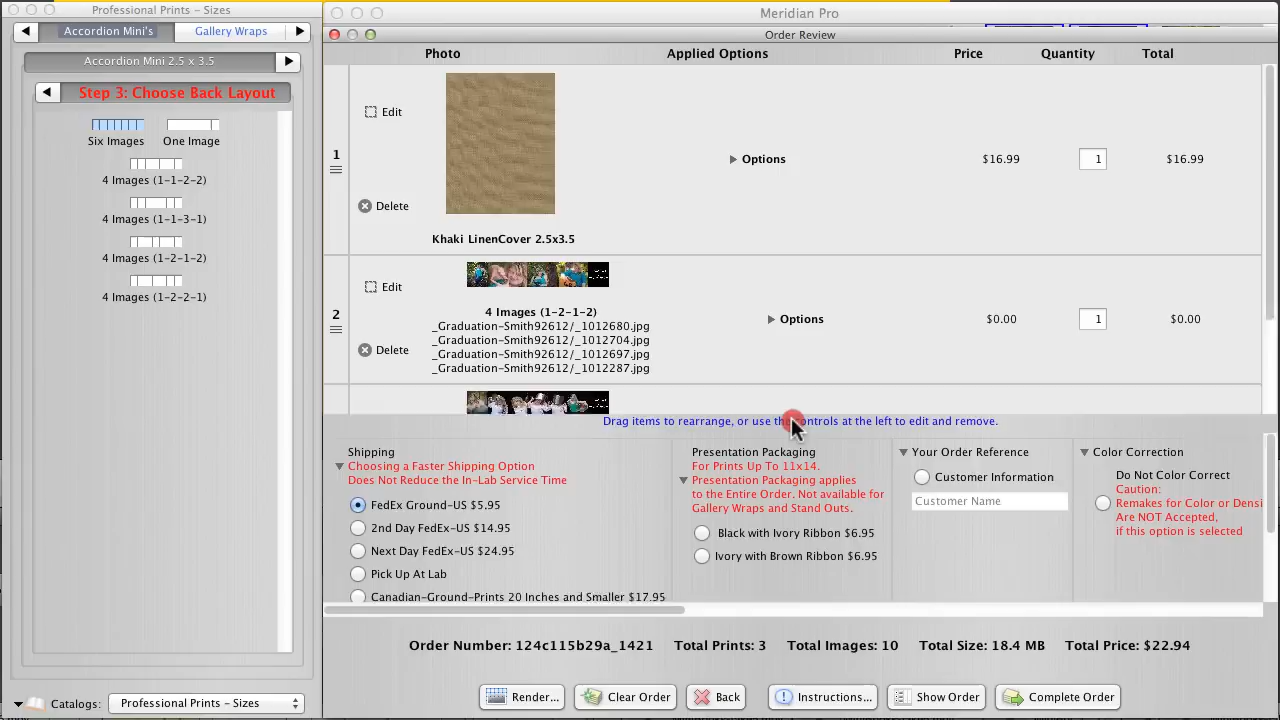 Professional Prints - Sizes
Accordion Mini's
Gallery Wraps
Accordion Mini 2.5 x 3.5
Step 3: Choose Back Layout
Six Images
One Image
4 Images (1-1-2-2)
4 Images (1-1-3-1)
4 Images (1-2-1-2)
4 Images (1-2-2-1)
Catalogs:
Professional Prints - Sizes
Meridian Pro
Order Review
Photo
Applied Options
Price
Quantity
Total
1
Edit
Delete
Khaki LinenCover 2.5x3.5
Options
$16.99
1
$16.99
2
Edit
Delete
4 Images (1-2-1-2)
_Graduation-Smith92612/_1012680.jpg
_Graduation-Smith92612/_1012704.jpg
_Graduation-Smith92612/_1012697.jpg
_Graduation-Smith92612/_1012287.jpg
Options
$0.00
1
$0.00
Drag items to rearrange, or use the controls at the left to edit and remove.
Shipping
Choosing a Faster Shipping Option
Does Not Reduce the In-Lab Service Time
FedEx Ground-US $5.95
2nd Day FedEx-US $14.95
Next Day FedEx-US $24.95
Pick Up At Lab
Canadian-Ground-Prints 20 Inches and Smaller $17.95
Presentation Packaging
For Prints Up To 11x14.
Presentation Packaging applies
to the Entire Order. Not available for
Gallery Wraps and Stand Outs.
Black with Ivory Ribbon $6.95
Ivory with Brown Ribbon $6.95
Your Order Reference
Customer Information
Customer Name
Color Correction
Do Not Color Correct
Caution:
Remakes for Color or Densi
Are NOT Accepted,
if this option is selected
Order Number: 124c115b29a_1421
Total Prints: 3
Total Images: 10
Total Size: 18.4 MB
Total Price: $22.94
Render...
Clear Order
Back
Instructions...
Show Order
Complete Order